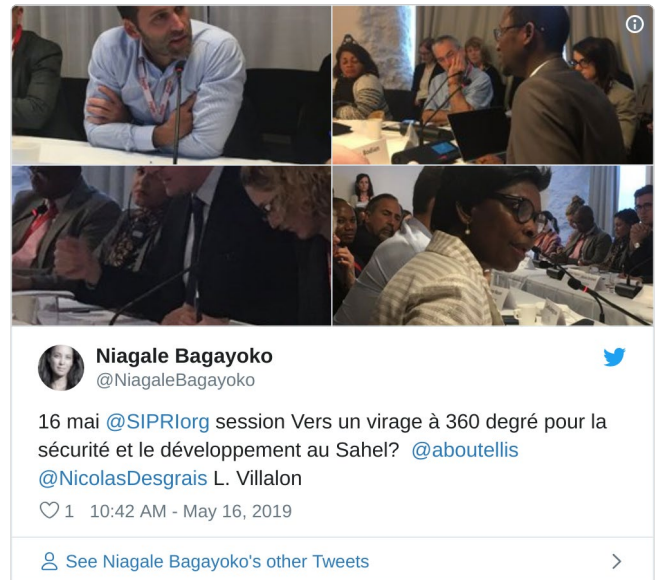 Niagale Bagayoko
@NiagaleBagayoko
16 mai @SIPRIorg session Vers un virage à 360 degré pour la
sécurité et le développement au Sahel? @aboutellis
@NicolasDesgrais L. Villalon
1 10:42 AM - May 16, 2019
See Niagale Bagayoko's other Tweets